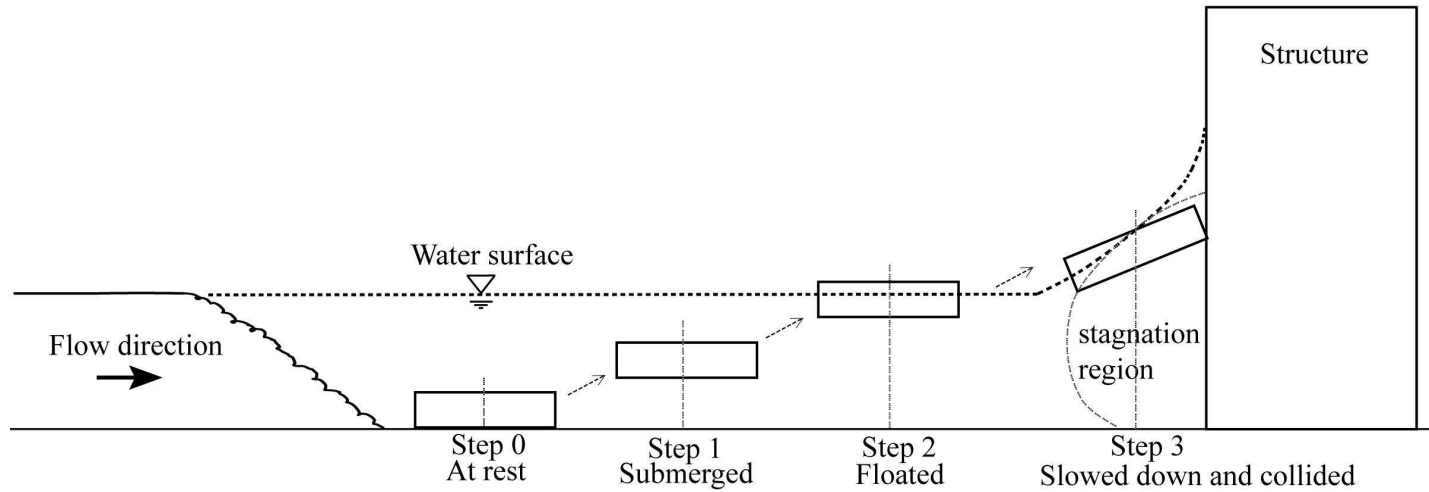 Structure
Water surface
Flow direction
stagnation
region
Step 0
At rest
Step 1
Submerged
Step 2
Floated
Step 3
Slowed down and collided